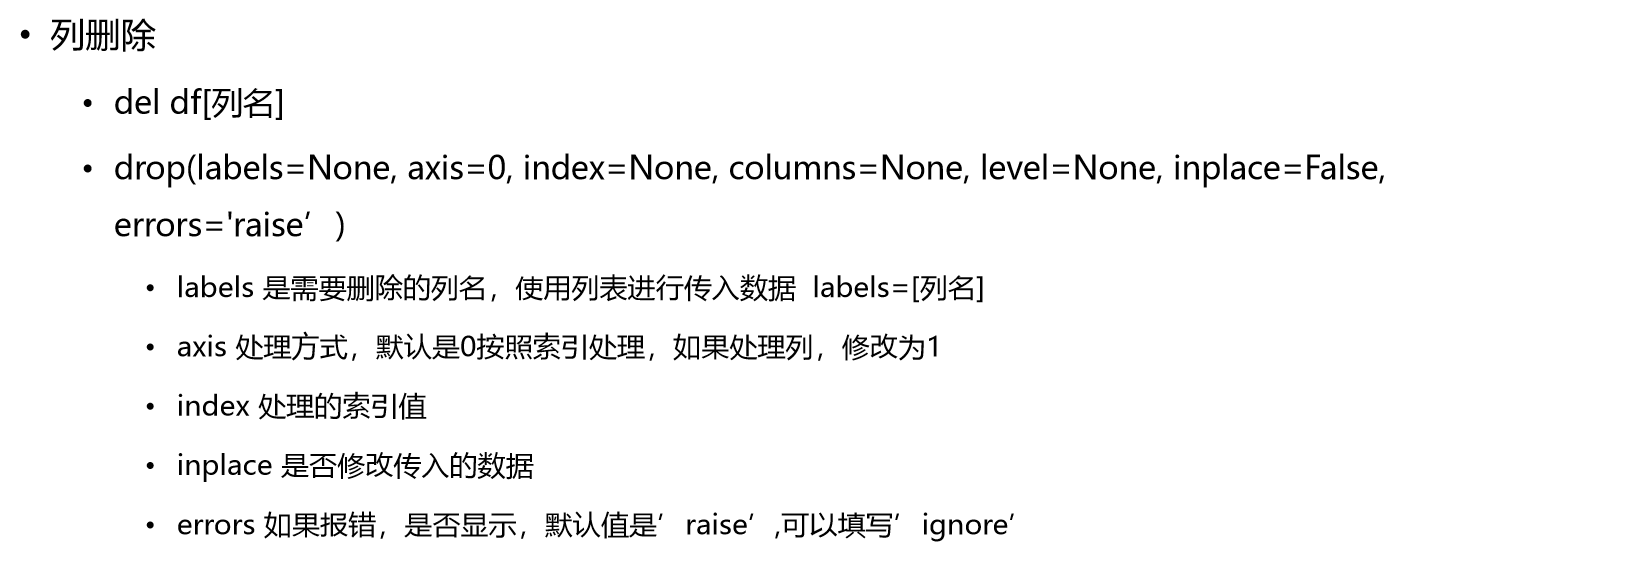 • 列删除
• del df[列名]
• drop(labels=None, axis=0, index=None, columns=None, level=None, inplace=False,
errors='raise’)
• labels 是需要删除的列名，使用列表进行传入数据 labels=[列名]
• axis 处理方式，默认是0按照索引处理，如果处理列，修改为1
• index 处理的索引值
• inplace 是否修改传入的数据
• errors 如果报错，是否显示，默认值是’raise’,可以填写’ignore’